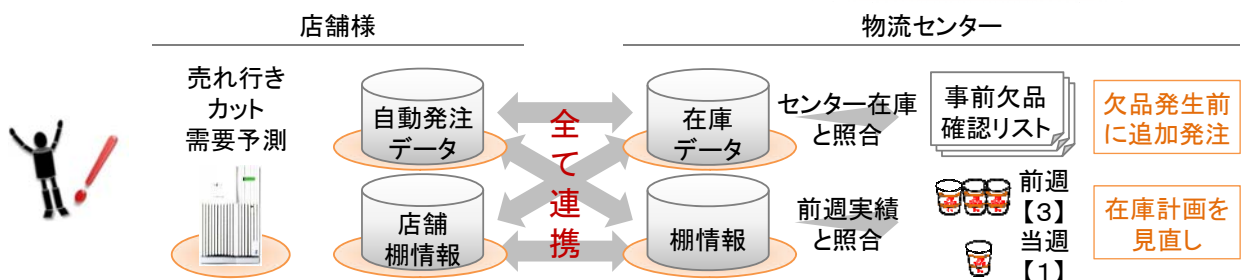 店舗様
物流センター
売れ行き
カット
需要予測
自動発注
データ
店舗
棚情報
全て連携
在庫
データ
棚情報
センター在庫
と照合
前週実績
と照合
事前欠品
確認リスト
前週
【3】
当週
【1】
欠品発生前
に追加発注
在庫計画を
見直し